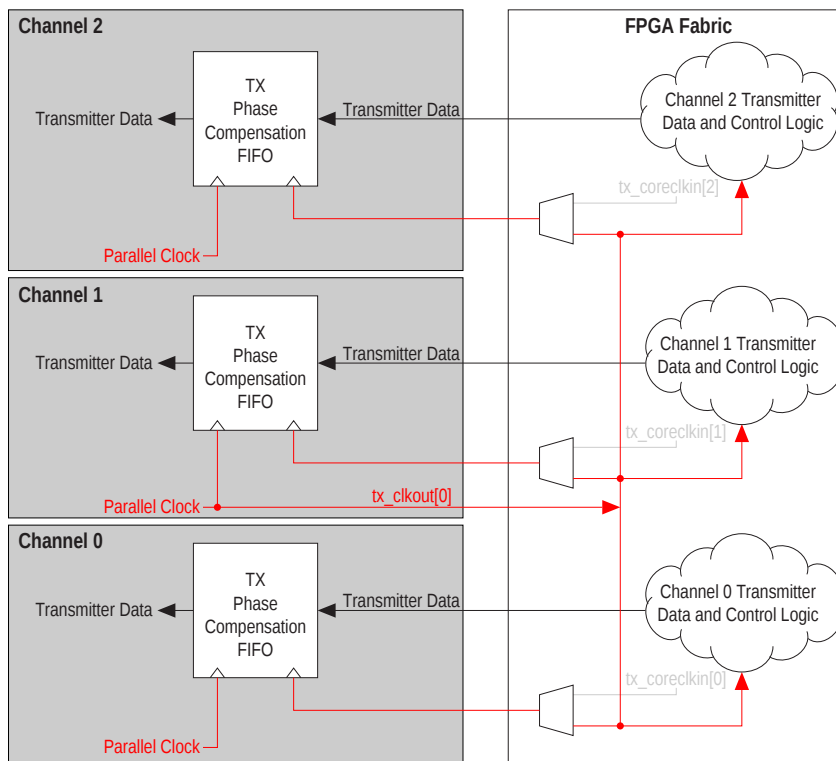 Channel 2
FPGA Fabric
TX
Phase
Compensation
FIFO
Transmitter Data
Transmitter Data
Channel 2 Transmitter
Data and Control Logic
tx_coreclkin[2]
Parallel Clock
Channel 1
TX
Phase
Compensation
FIFO
Transmitter Data
Transmitter Data
Channel 1 Transmitter
Data and Control Logic
tx_coreclkin[1]
Parallel Clock
tx_clkout[0]
Channel 0
TX
Phase
Compensation
FIFO
Transmitter Data
Transmitter Data
Channel 0 Transmitter
Data and Control Logic
tx_coreclkin[0]
Parallel Clock